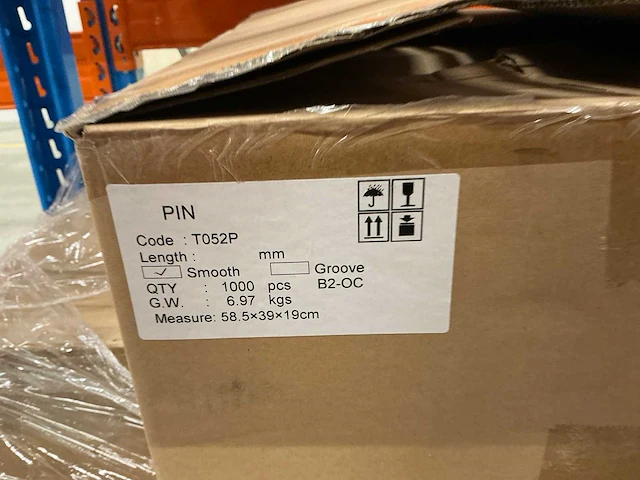 PIN
Code : T052P
Length : mm
Smooth Groove
QTY : 1000 pcs B2-OC
G.W. : 6.97 kgs
Measure: 58.5×39×19cm